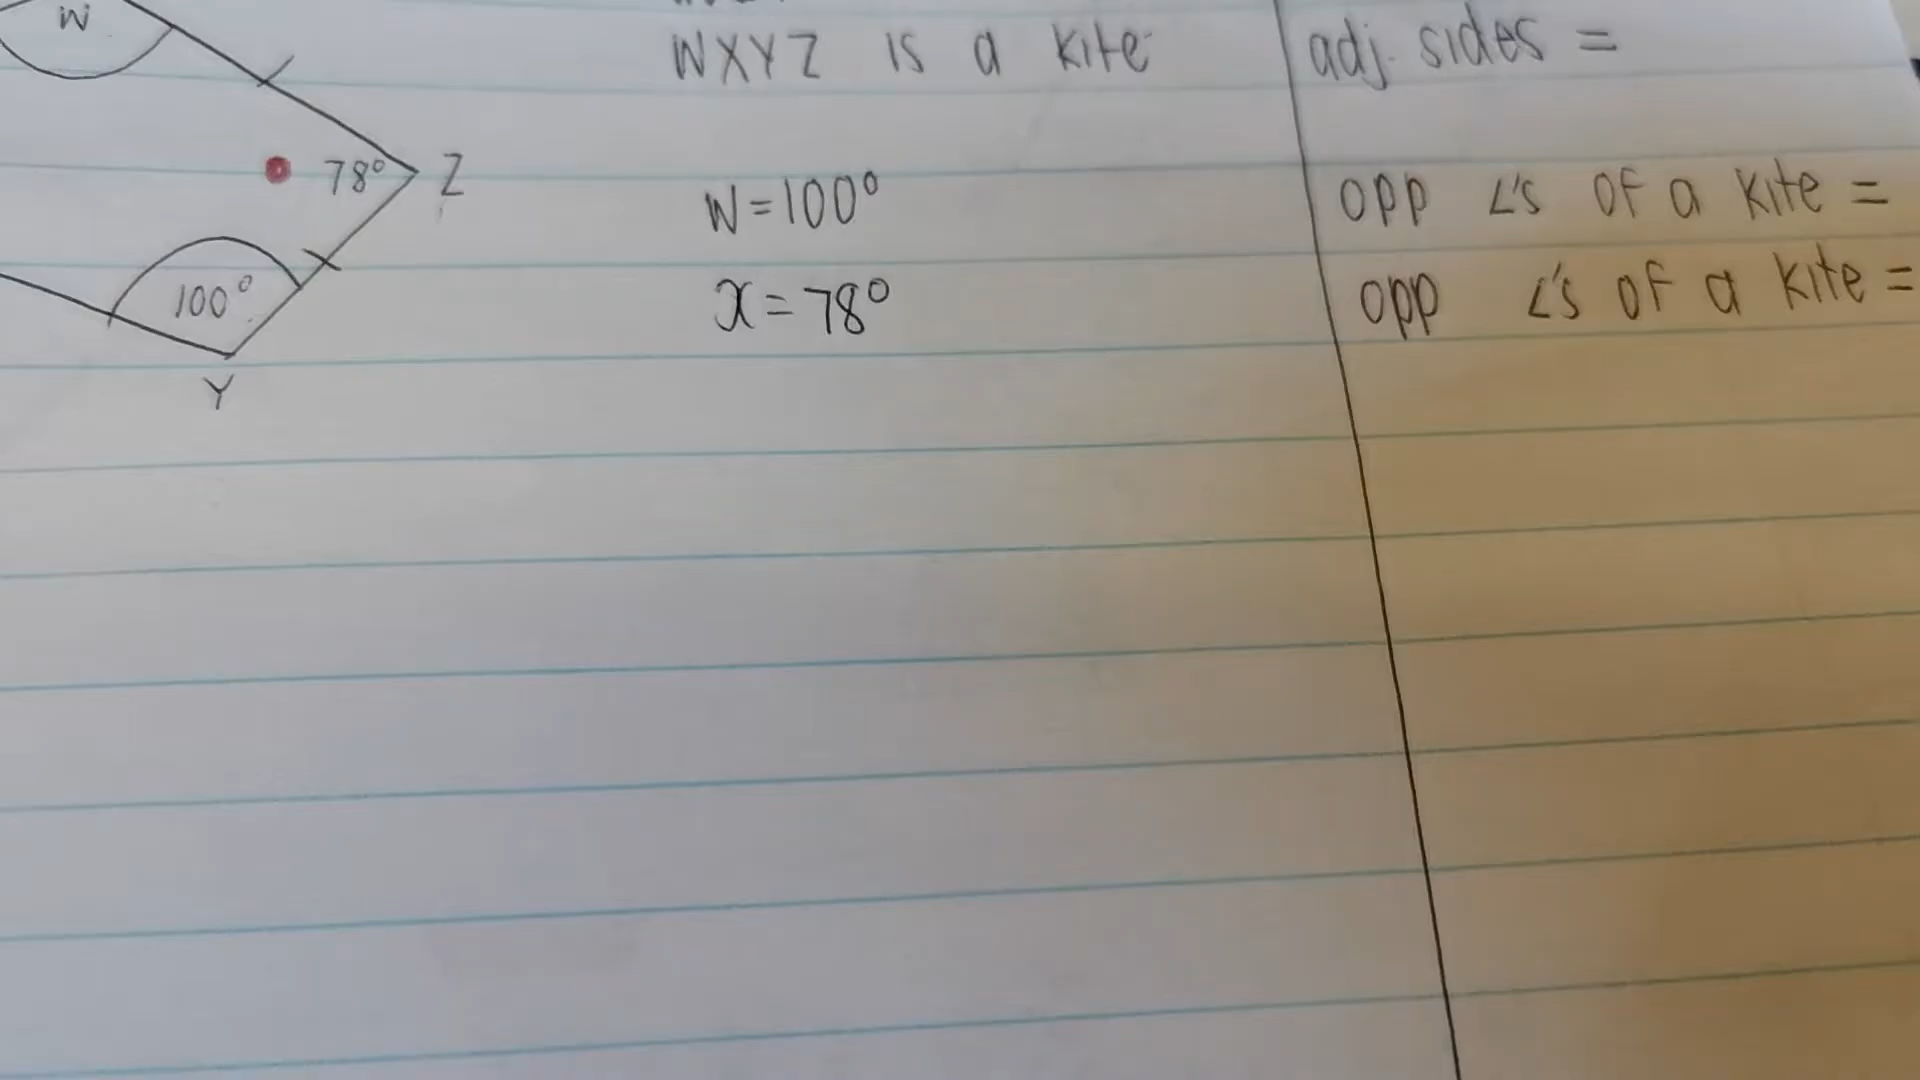 W
WXYZ is a kite
adj. sides =
78° Z
W = 100°
opp ∠'s of a kite =
100°
x = 78°
opp ∠'s of a kite =
Y